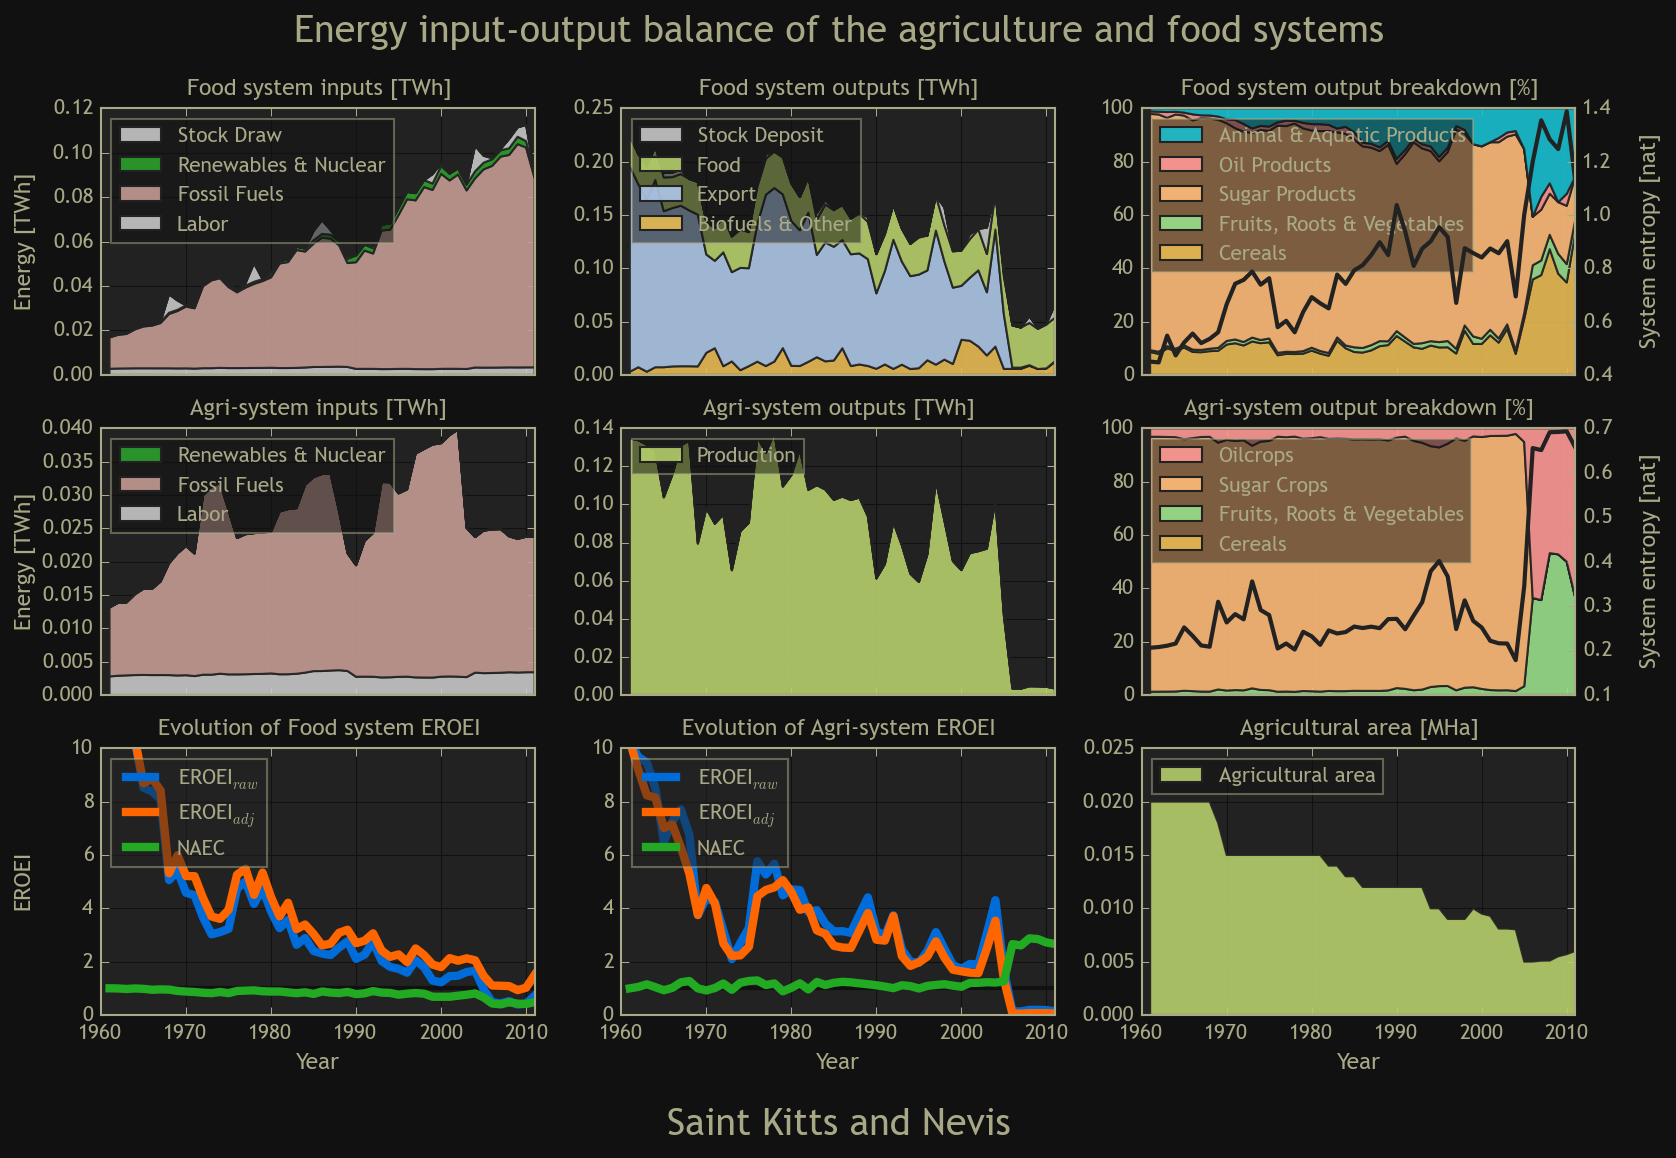 Energy input-output balance of the agriculture and food systems
Food system inputs [TWh]
Food system outputs [TWh]
Food system output breakdown [%]
Energy [TWh]
0.12
0.10
0.08
0.06
0.04
0.02
0.00
Stock Draw
Renewables & Nuclear
Fossil Fuels
Labor
0.25
0.20
0.15
0.10
0.05
0.00
Stock Deposit
Food
Export
Biofuels & Other
100
80
60
40
20
0
Animal & Aquatic Products
Oil Products
Sugar Products
Fruits, Roots & Vegetables
Cereals
1.4
1.2
1.0
0.8
0.6
0.4
System entropy [nat]
Agri-system inputs [TWh]
Agri-system outputs [TWh]
Agri-system output breakdown [%]
Energy [TWh]
0.040
0.035
0.030
0.025
0.020
0.015
0.010
0.005
0.000
Renewables & Nuclear
Fossil Fuels
Labor
0.14
0.12
0.10
0.08
0.06
0.04
0.02
0.00
Production
100
80
60
40
20
0
Oilcrops
Sugar Crops
Fruits, Roots & Vegetables
Cereals
0.7
0.6
0.5
0.4
0.3
0.2
0.1
System entropy [nat]
Evolution of Food system EROEI
Evolution of Agri-system EROEI
Agricultural area [MHa]
EROEI
10
8
6
4
2
0
EROEI raw
EROEI adj
NAEC
1960 1970 1980 1990 2000 2010
Year
10
8
6
4
2
0
EROEI raw
EROEI adj
NAEC
1960 1970 1980 1990 2000 2010
Year
0.025
0.020
0.015
0.010
0.005
0.000
Agricultural area
1960 1970 1980 1990 2000 2010
Year
Saint Kitts and Nevis